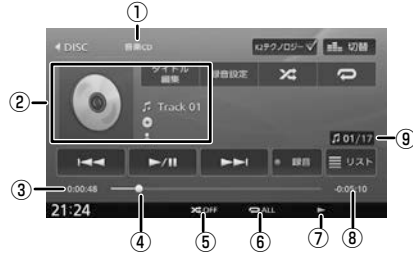 ①
DISC 音楽CD K2テクノロジー 切替
②
タイトル
編集
録音設定
Track 01
⑨
01/17
録音 リスト
③ 0:00:48 -0:05:10
21:24 OFF ALL
④ ⑤ ⑥ ⑦ ⑧